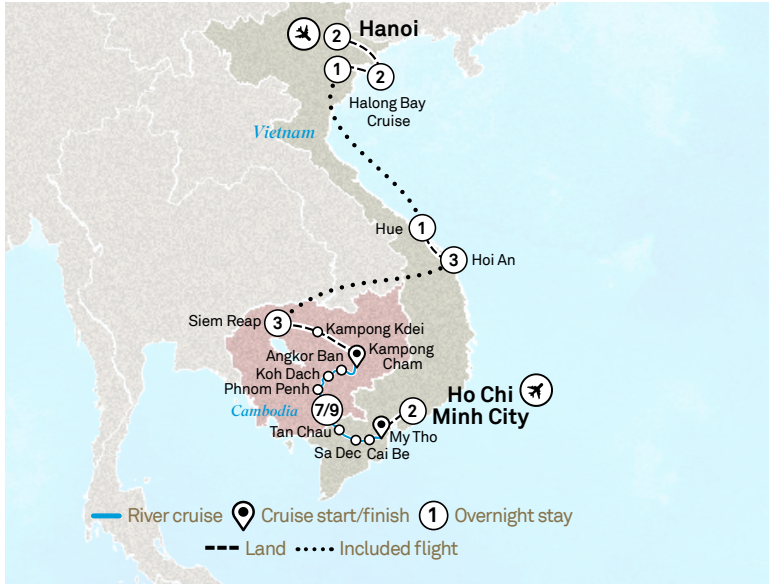 2
Hanoi
1
2
Halong Bay
Cruise
Vietnam
Hue
1
3
Hoi An
Siem Reap
3
Kampong Kdei
Angkor Ban
Kampong
Cham
Koh Dach
Phnom Penh
Cambodia
7/9
2
Ho Chi
Minh City
Tan Chau
My Tho
Sa Dec
Cai Be
River cruise
Cruise start/finish
1
Overnight stay
Land
Included flight